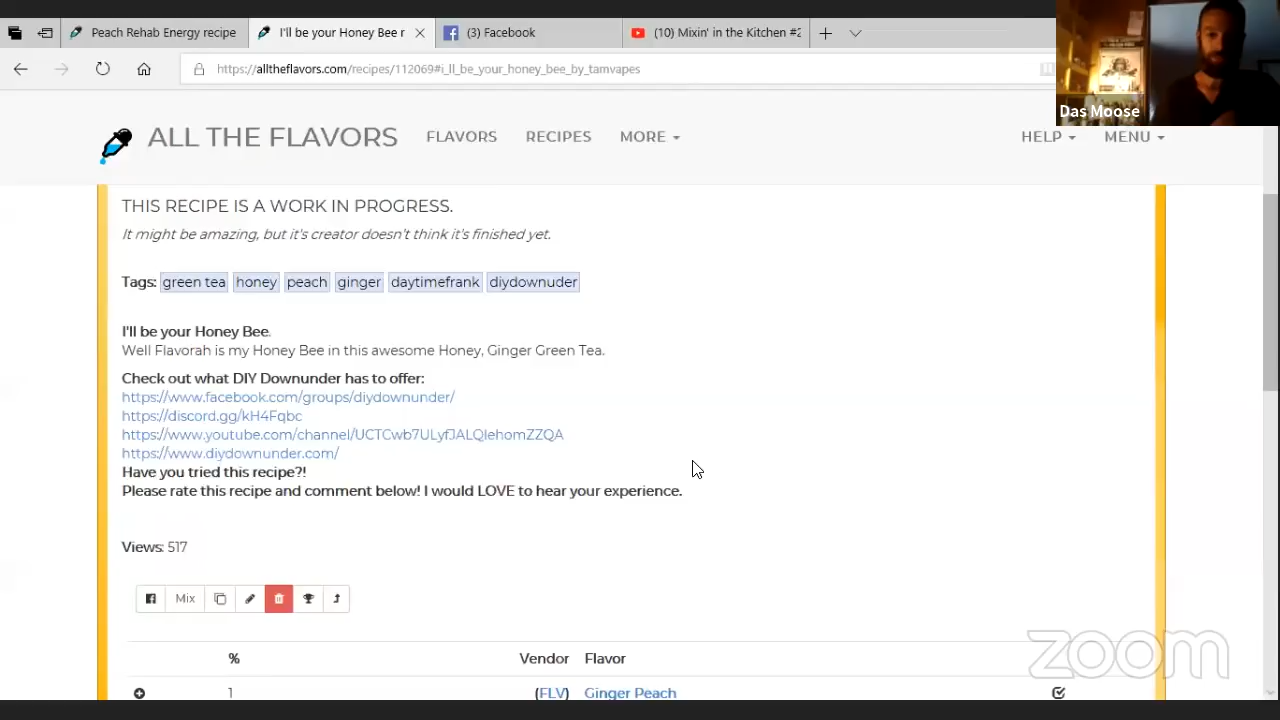 Peach Rehab Energy recipe
I'll be your Honey Bee r
(3) Facebook
(10) Mixin' in the Kitchen #2
https://alltheflavors.com/recipes/112069#i_ll_be_your_honey_bee_by_tamvapes
Das Moose
ALL THE FLAVORS
FLAVORS
RECIPES
MORE
HELP
MENU
THIS RECIPE IS A WORK IN PROGRESS.
It might be amazing, but it's creator doesn't think it's finished yet.
Tags: green tea honey peach ginger daytimefrank diydownuder
I'll be your Honey Bee.
Well Flavorah is my Honey Bee in this awesome Honey, Ginger Green Tea.
Check out what DIY Downunder has to offer:
https://www.facebook.com/groups/diydownunder/
https://discord.gg/kH4Fqbc
https://www.youtube.com/channel/UCTCwb7ULyfJALQIehomZZQA
https://www.diydownunder.com/
Have you tried this recipe?!
Please rate this recipe and comment below! I would LOVE to hear your experience.
Views: 517
Mix
% Vendor Flavor
1 (FLV) Ginger Peach
zoom